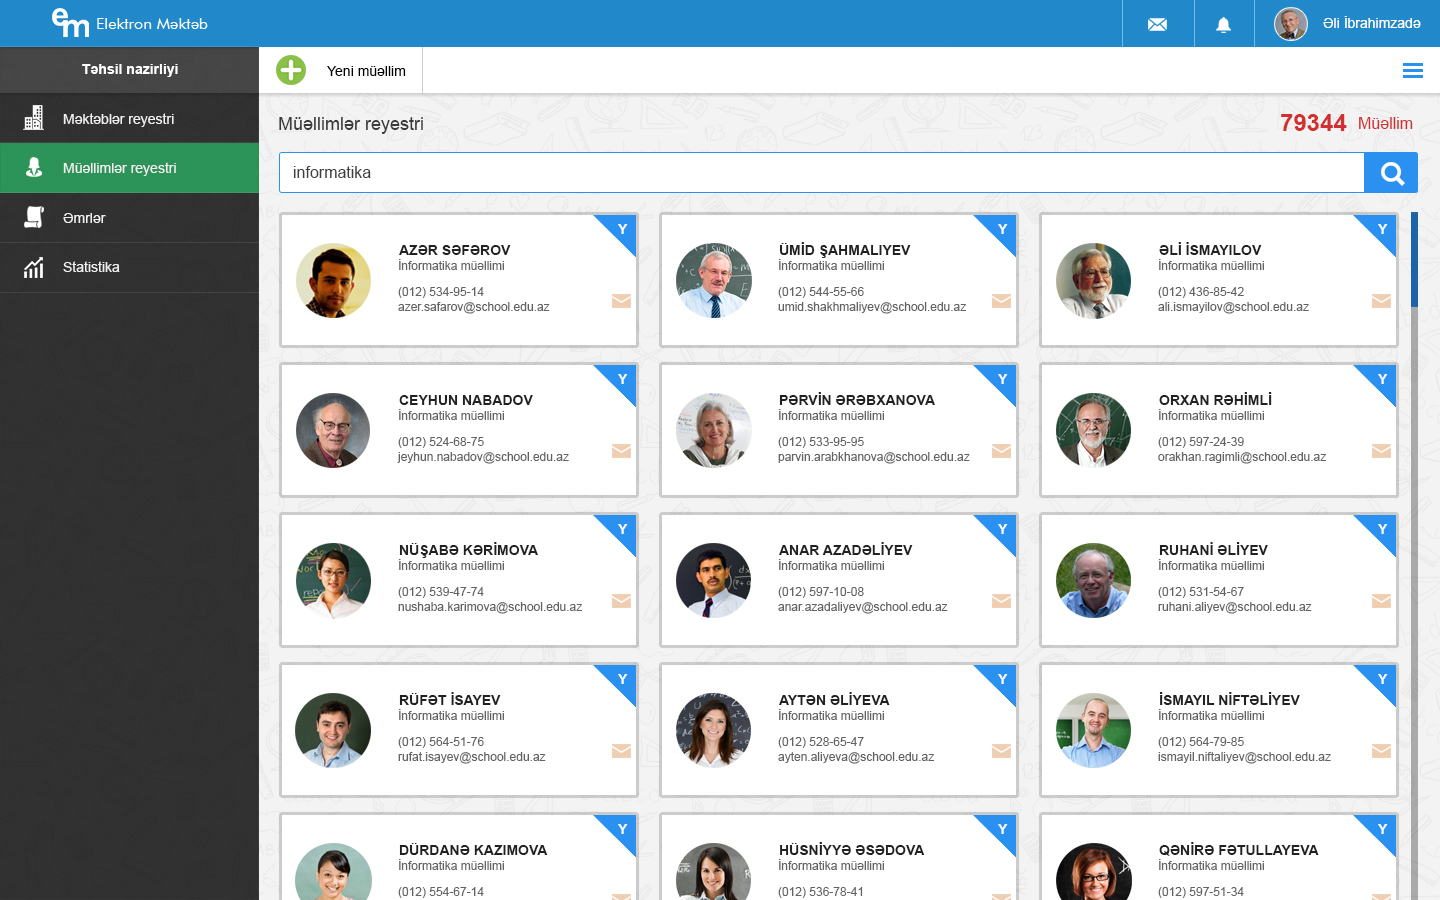 em Elektron Məktəb
Əli İbrahimzadə
Təhsil nazirliyi
Məktəblər reyestri
Müəllimlər reyestri
Əmrlər
Statistika
Yeni müəllim
Müəllimlər reyestri
79344 Müəllim
informatika
Y
AZƏR SƏFƏROV
İnformatika müəllimi
(012) 534-95-14
azer.safarov@school.edu.az
Y
ÜMİD ŞAHMALIYEV
İnformatika müəllimi
(012) 544-55-66
umid.shakhmaliyev@school.edu.az
Y
ƏLİ İSMAYILOV
İnformatika müəllimi
(012) 436-85-42
ali.ismayilov@school.edu.az
Y
CEYHUN NABADOV
İnformatika müəllimi
(012) 524-68-75
jeyhun.nabadov@school.edu.az
Y
PƏRVİN ƏRƏBXANOVA
İnformatika müəllimi
(012) 533-95-95
parvin.arabkhanova@school.edu.az
Y
ORXAN RƏHİMLİ
İnformatika müəllimi
(012) 597-24-39
orakhan.ragimli@school.edu.az
Y
NÜŞABƏ KƏRİMOVA
İnformatika müəllimi
(012) 539-47-74
nushaba.karimova@school.edu.az
Y
ANAR AZADƏLİYEV
İnformatika müəllimi
(012) 597-10-08
anar.azadaliyev@school.edu.az
Y
RUHANİ ƏLİYEV
İnformatika müəllimi
(012) 531-54-67
ruhani.aliyev@school.edu.az
Y
RÜFƏT İSAYEV
İnformatika müəllimi
(012) 564-51-76
rufat.isayev@school.edu.az
Y
AYTƏN ƏLİYEVA
İnformatika müəllimi
(012) 528-65-47
ayten.aliyeva@school.edu.az
Y
İSMAYIL NİFTƏLİYEV
İnformatika müəllimi
(012) 564-79-85
ismayil.niftaliyev@school.edu.az
Y
DÜRDANƏ KAZIMOVA
İnformatika müəllimi
(012) 554-67-14
Y
HÜSNİYYƏ ƏSƏDOVA
İnformatika müəllimi
(012) 536-78-41
Y
QƏNİRƏ FƏTULLAYEVA
İnformatika müəllimi
(012) 597-51-34